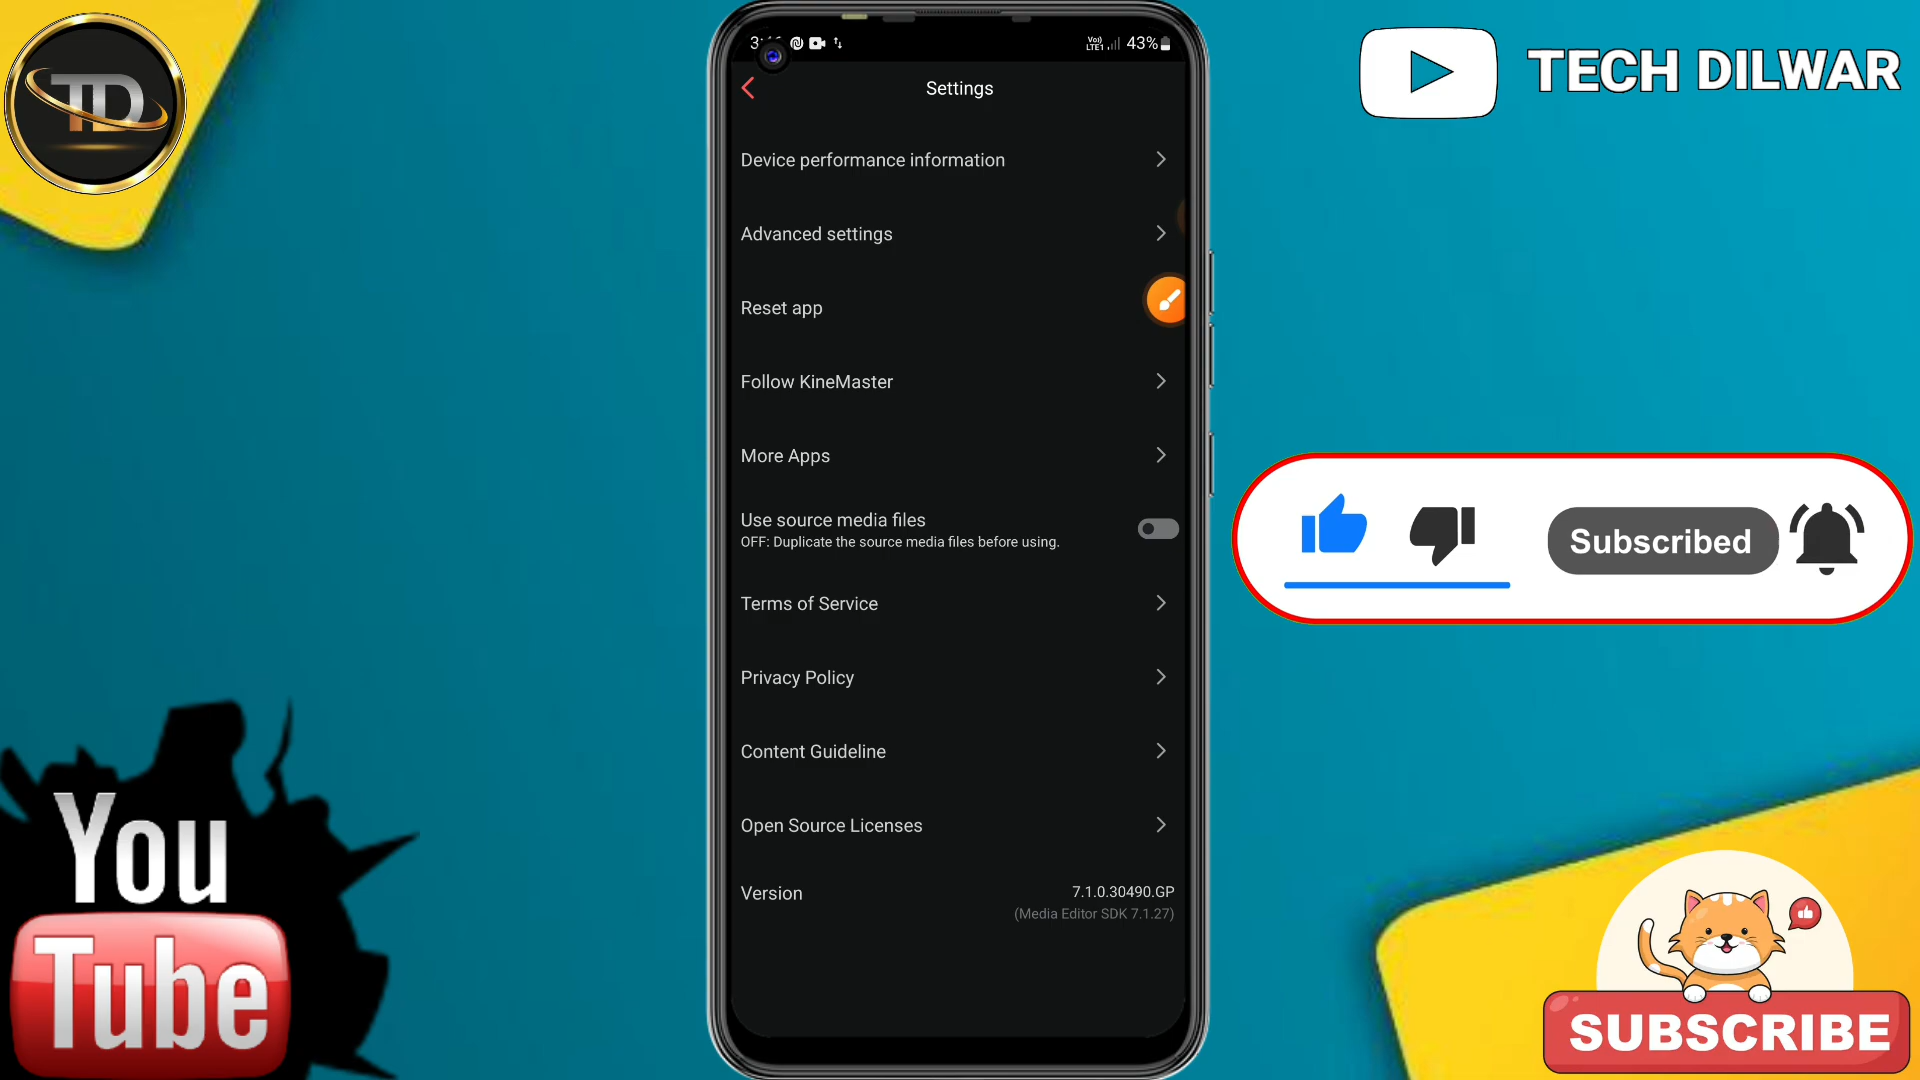 TD
Vo)
LTE1
43%
TECH DILWAR
Settings
Device performance information
Advanced settings
Reset app
Follow KineMaster
More Apps
Use source media files
OFF: Duplicate the source media files before using.
Terms of Service
Privacy Policy
Content Guideline
Open Source Licenses
Version
7.1.0.30490.GP
(Media Editor SDK 7.1.27)
Subscribed
You
Tube
SUBSCRIBE